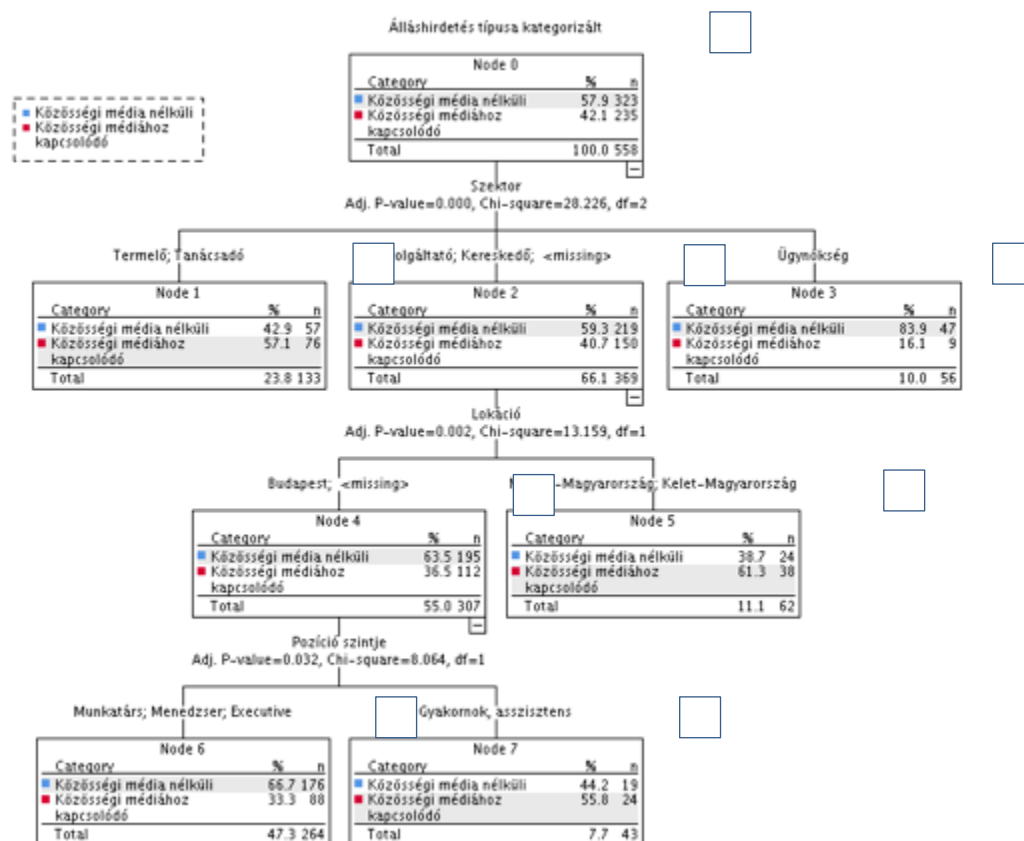 Álláshirdetés típusa kategorizált
Node 0
Category % n
Közösségi média nélküli 57.9 323
Közösségi médiához 42.1 235
kapcsolódó
Total 100.0 558
Közösségi média nélküli
Közösségi médiához
kapcsolódó
Szektor
Adj. P-value=0.000, Chi-square=28.226, df=2
Termelő; Tanácsadó
Node 1
Category % n
Közösségi média nélküli 42.9 57
Közösségi médiához 57.1 76
kapcsolódó
Total 23.8 133
olgáltató; Kereskedő; <missing>
Node 2
Category % n
Közösségi média nélküli 59.3 219
Közösségi médiához 40.7 150
kapcsolódó
Total 66.1 369
Ügynökség
Node 3
Category % n
Közösségi média nélküli 83.9 47
Közösségi médiához 16.1 9
kapcsolódó
Total 10.0 56
Lokáció
Adj. P-value=0.002, Chi-square=13.159, df=1
Budapest; <missing>
Node 4
Category % n
Közösségi média nélküli 63.5 195
Közösségi médiához 36.5 112
kapcsolódó
Total 55.0 307
-Magyarország; Kelet-Magyarország
Node 5
Category % n
Közösségi média nélküli 38.7 24
Közösségi médiához 61.3 38
kapcsolódó
Total 11.1 62
Pozíció szintje
Adj. P-value=0.032, Chi-square=8.064, df=1
Munkatárs; Menedzser; Executive
Node 6
Category % n
Közösségi média nélküli 66.7 176
Közösségi médiához 33.3 88
kapcsolódó
Total 47.3 264
Gyakornok, asszisztens
Node 7
Category % n
Közösségi média nélküli 44.2 19
Közösségi médiához 55.8 24
kapcsolódó
Total 7.7 43